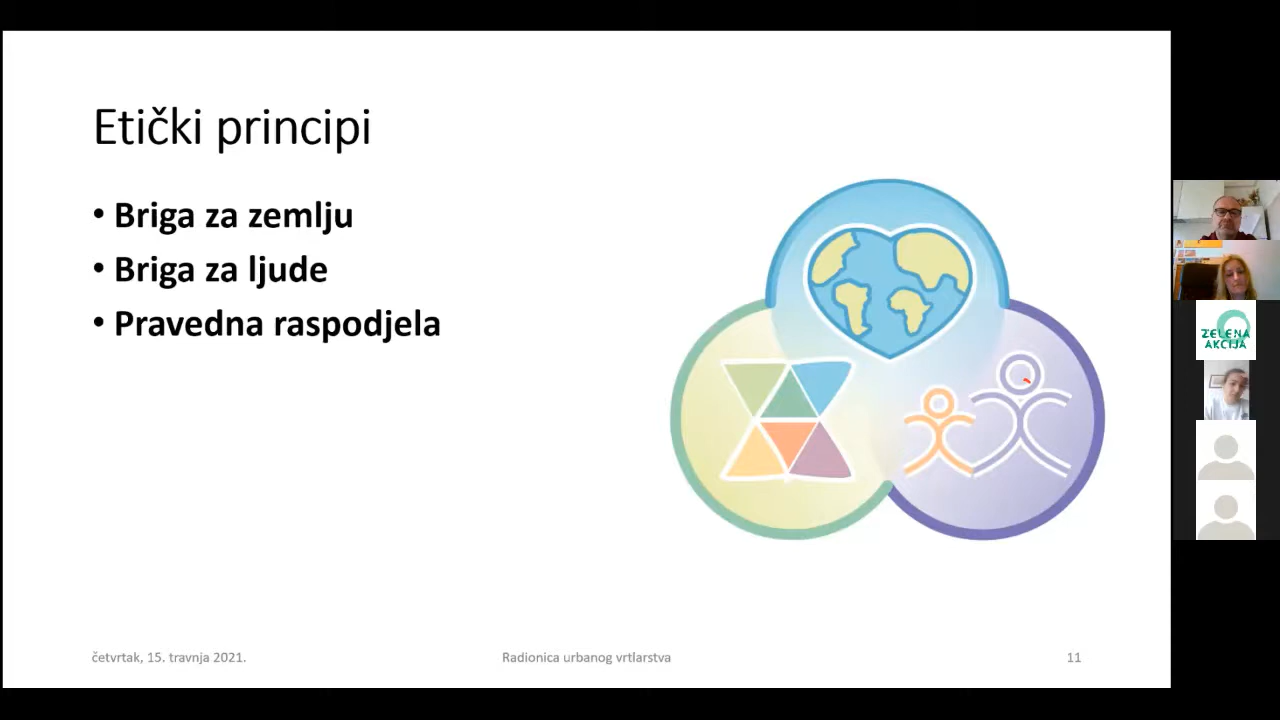 Etički principi
• Briga za zemlju
• Briga za ljude
• Pravedna raspodjela
četvrtak, 15. travnja 2021.
Radionica urbanog vrtlarstva
11
ZELENA
AKCIJA